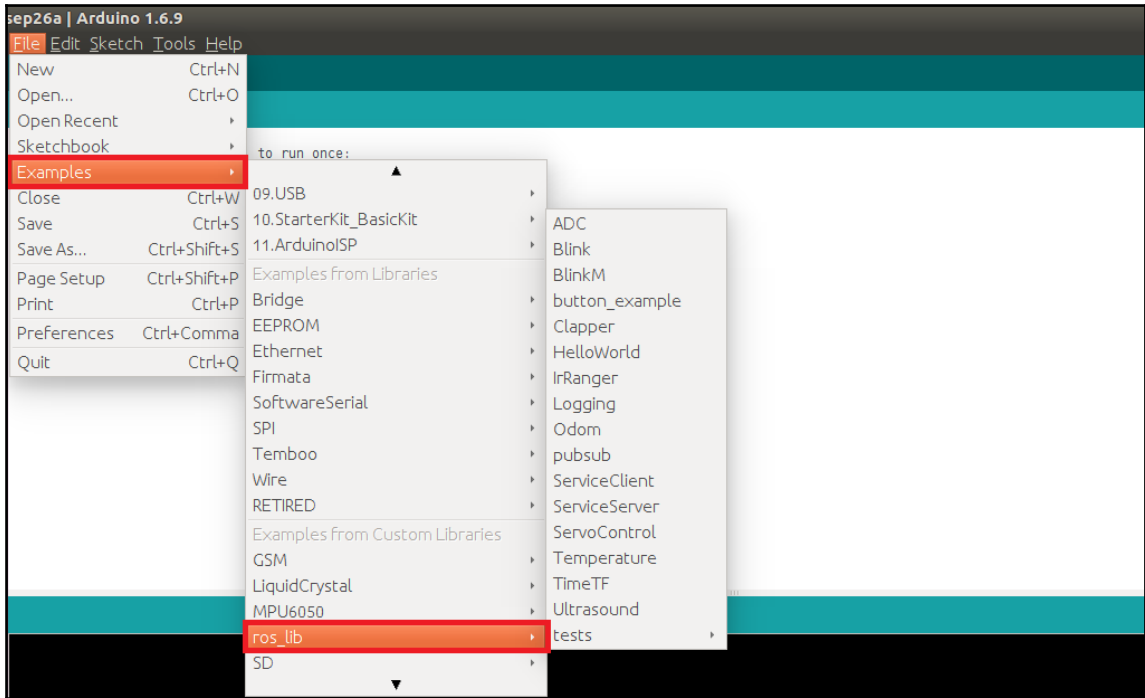 sep26a | Arduino 1.6.9
File Edit Sketch Tools Help
New Ctrl+N
Open... Ctrl+O
Open Recent
Sketchbook
Examples
Close Ctrl+W
Save Ctrl+S
Save As... Ctrl+Shift+S
Page Setup Ctrl+Shift+P
Print Ctrl+P
Preferences Ctrl+Comma
Quit Ctrl+Q
to run once:
09.USB
10.StarterKit_BasicKit
11.ArduinoISP
Examples from Libraries
Bridge
EEPROM
Ethernet
Firmata
SoftwareSerial
SPI
Temboo
Wire
RETIRED
Examples from Custom Libraries
GSM
LiquidCrystal
MPU6050
ros_lib
SD
ADC
Blink
BlinkM
button_example
Clapper
HelloWorld
IrRanger
Logging
Odom
pubsub
ServiceClient
ServiceServer
ServoControl
Temperature
TimeTF
Ultrasound
tests